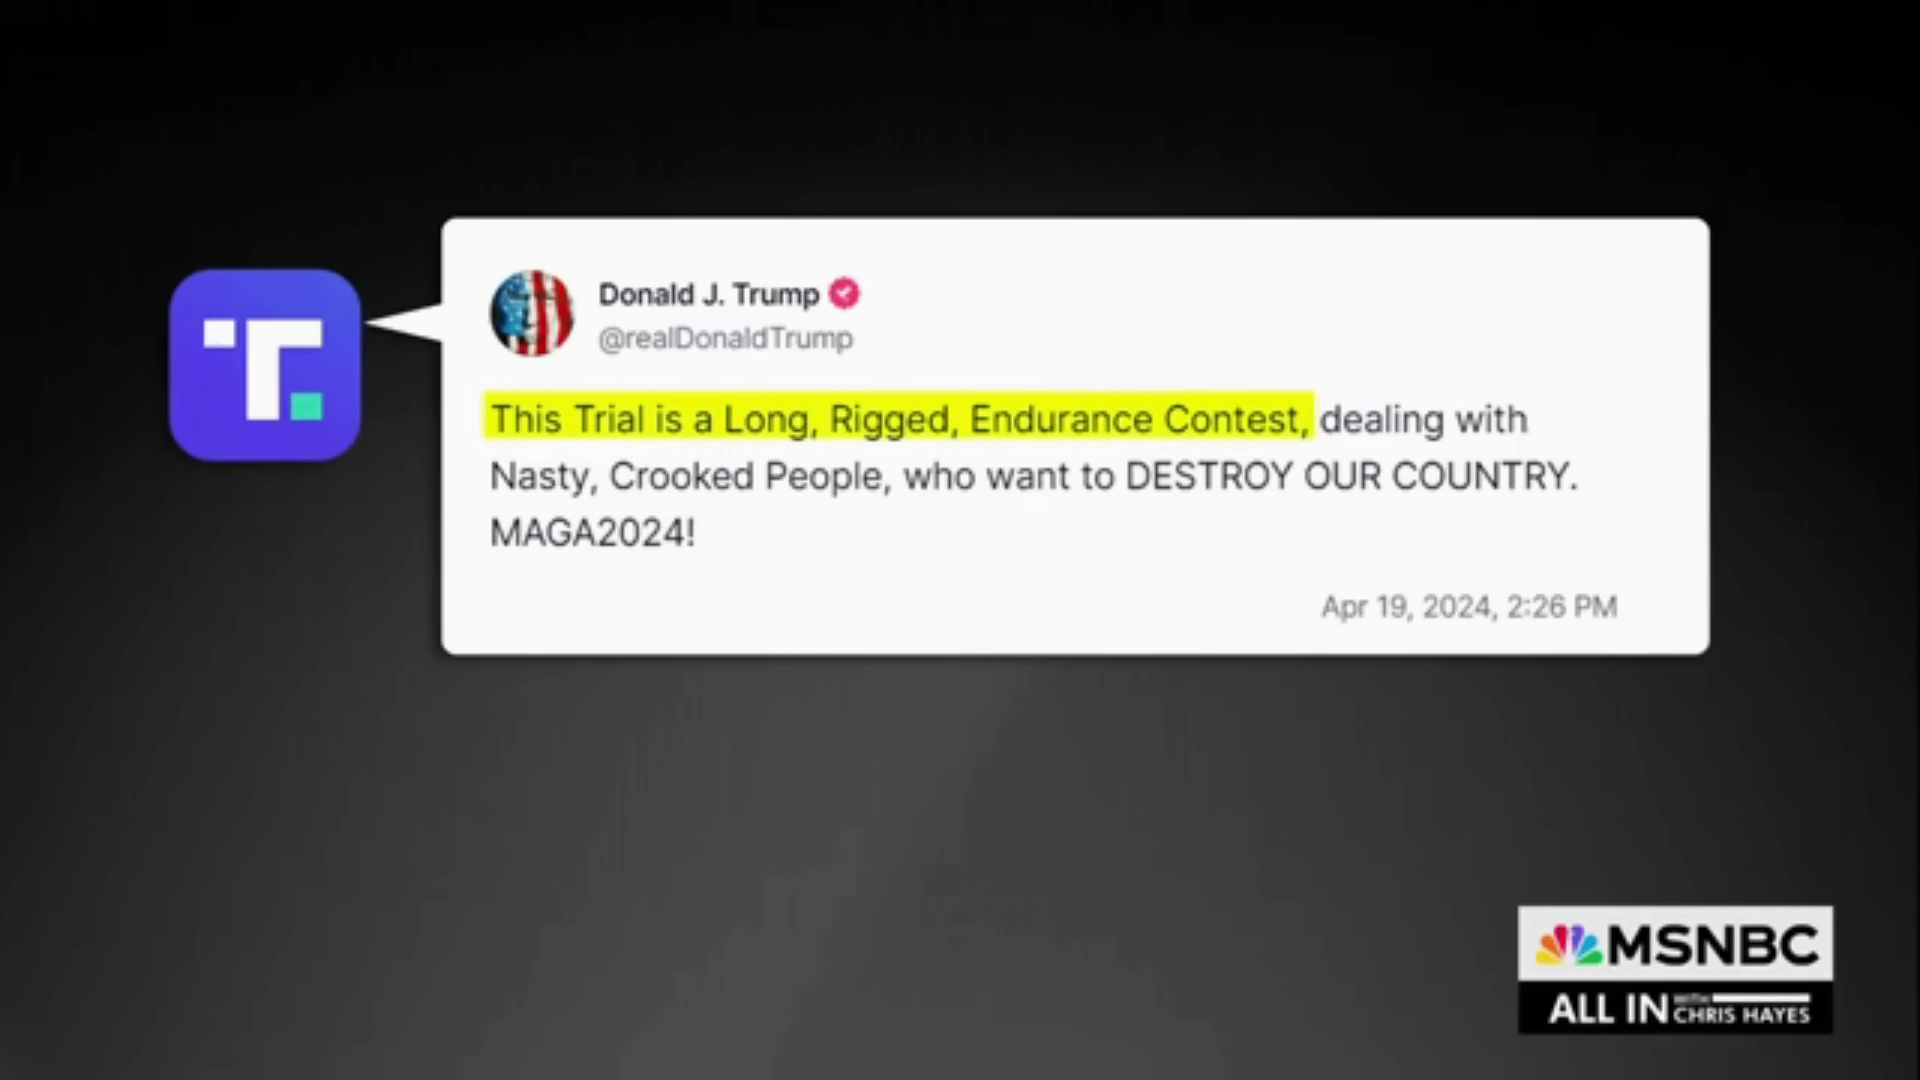 Donald J. Trump
@realDonaldTrump
This Trial is a Long, Rigged, Endurance Contest, dealing with
Nasty, Crooked People, who want to DESTROY OUR COUNTRY.
MAGA2024!
Apr 19, 2024, 2:26 PM
MSNBC
ALL IN with CHRIS HAYES